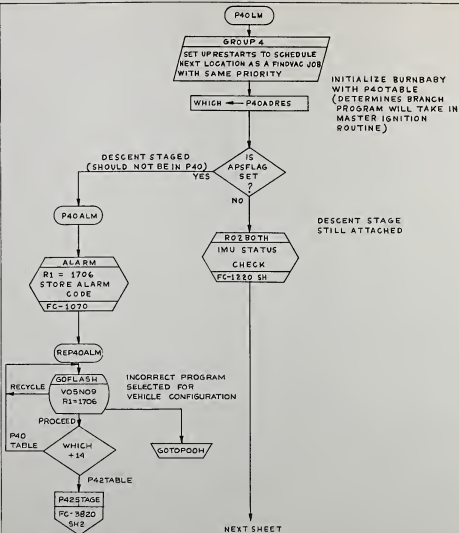 P40LM
GROUP 4
SET UP RESTARTS TO SCHEDULE
NEXT LOCATION AS A FINDVAC JOB
WITH SAME PRIORITY
WHICH ← P40ADRES
INITIALIZE BURNBABY
WITH P40TABLE
(DETERMINES BRANCH
PROGRAM WILL TAKE IN
MASTER IGNITION
ROUTINE)
DESCENT STAGED
(SHOULD NOT BE IN P40)
YES
IS
APSFLAG
SET
?
NO
P40ALM
DESCENT STAGE
STILL ATTACHED
R02BOTH
IMU STATUS
CHECK
FC-1220 SH
ALARM
R1 = 1706
STORE ALARM
CODE
FC-1070
REP40ALM
GOFLASH
V05N09
R1=1706
RECYCLE
INCORRECT PROGRAM
SELECTED FOR
VEHICLE CONFIGURATION
PROCEED
P40
TABLE
WHICH
+14
GOTOPOOH
P42TABLE
P42STAGE
FC-3820
SH2
NEXT SHEET